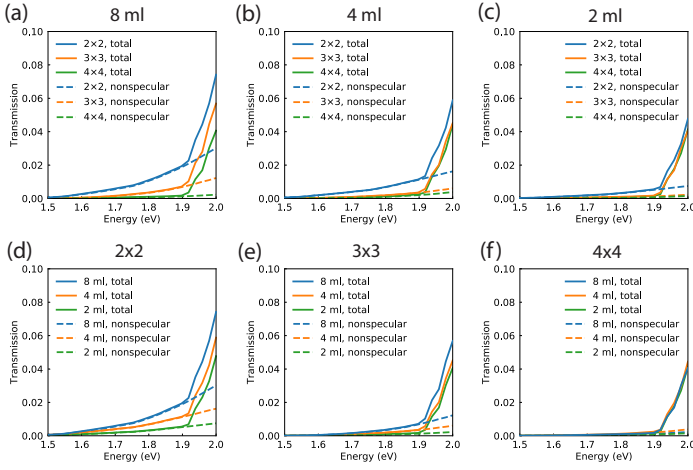 (a) 8 ml
0.10
0.08
0.06
0.04
0.02
0.00
Transmission
2×2, total
3×3, total
4×4, total
2×2, nonspecular
3×3, nonspecular
4×4, nonspecular
1.5 1.6 1.7 1.8 1.9 2.0
Energy (eV)
(b) 4 ml
0.10
0.08
0.06
0.04
0.02
0.00
Transmission
2×2, total
3×3, total
4×4, total
2×2, nonspecular
3×3, nonspecular
4×4, nonspecular
1.5 1.6 1.7 1.8 1.9 2.0
Energy (eV)
(c) 2 ml
0.10
0.08
0.06
0.04
0.02
0.00
Transmission
2×2, total
3×3, total
4×4, total
2×2, nonspecular
3×3, nonspecular
4×4, nonspecular
1.5 1.6 1.7 1.8 1.9 2.0
Energy (eV)
(d) 2x2
0.10
0.08
0.06
0.04
0.02
0.00
Transmission
8 ml, total
4 ml, total
2 ml, total
8 ml, nonspecular
4 ml, nonspecular
2 ml, nonspecular
1.5 1.6 1.7 1.8 1.9 2.0
Energy (eV)
(e) 3x3
0.10
0.08
0.06
0.04
0.02
0.00
Transmission
8 ml, total
4 ml, total
2 ml, total
8 ml, nonspecular
4 ml, nonspecular
2 ml, nonspecular
1.5 1.6 1.7 1.8 1.9 2.0
Energy (eV)
(f) 4x4
0.10
0.08
0.06
0.04
0.02
0.00
Transmission
8 ml, total
4 ml, total
2 ml, total
8 ml, nonspecular
4 ml, nonspecular
2 ml, nonspecular
1.5 1.6 1.7 1.8 1.9 2.0
Energy (eV)